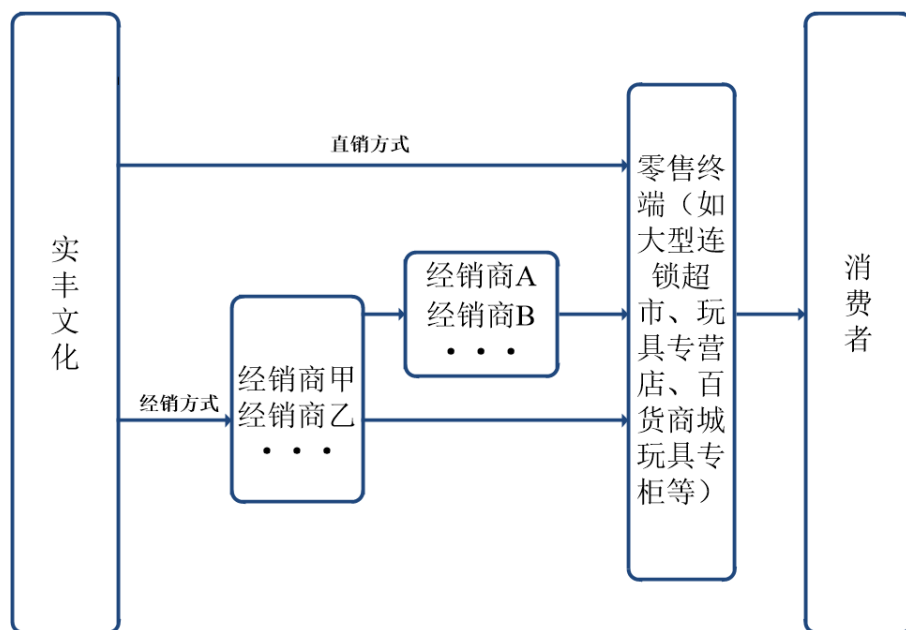 实
丰
文
化
直销方式
经销方式
经销商甲
经销商乙
· · ·
经销商A
经销商B
· · ·
零售终
端（如
大型连
锁超
市、玩
具专营
店、百
货商城
玩具专
柜等）
消
费
者